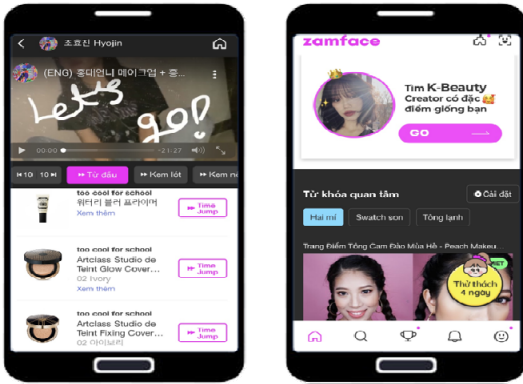 조효진 Hyojin
(ENG) 홍대언니 메이크업 + 홍...
Let's
go!
00:00
-21:27
10
10
Từ đầu
Kem lót
Kem n
too cool for school
워터리 블러 프라이머
Xem thêm
Time
Jump
too cool for school
Artclass Studio de
Teint Glow Cover...
02 Ivory
Xem thêm
Time
Jump
too cool for school
Artclass Studio de
Teint Fixing Cover...
02 아이보리
Time
Jump
zamface
Tìm K-Beauty
Creator có đặc
điểm giống bạn
GO
Từ khóa quan tâm
Cài đặt
Hai mí
Swatch son
Tông lạnh
Trang Điểm Tông Cam Đào Mùa Hè - Peach Makeu...
Thử thách
4 ngày